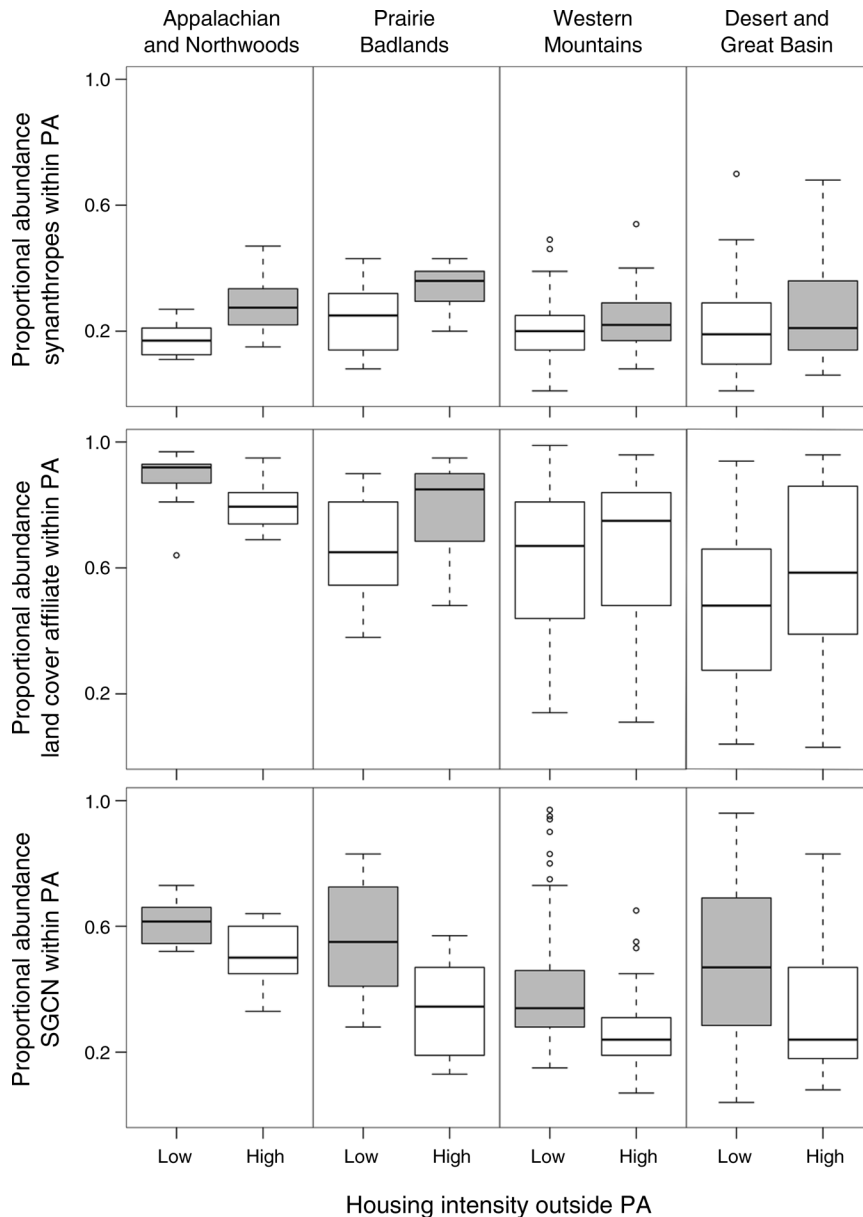 Appalachian
and Northwoods
Prairie
Badlands
Western
Mountains
Desert and
Great Basin
Proportional abundance
synanthropes within PA
1.0
0.6
0.2
Proportional abundance
land cover affiliate within PA
1.0
0.6
0.2
Proportional abundance
SGCN within PA
1.0
0.6
0.2
Low
High
Low
High
Low
High
Low
High
Housing intensity outside PA